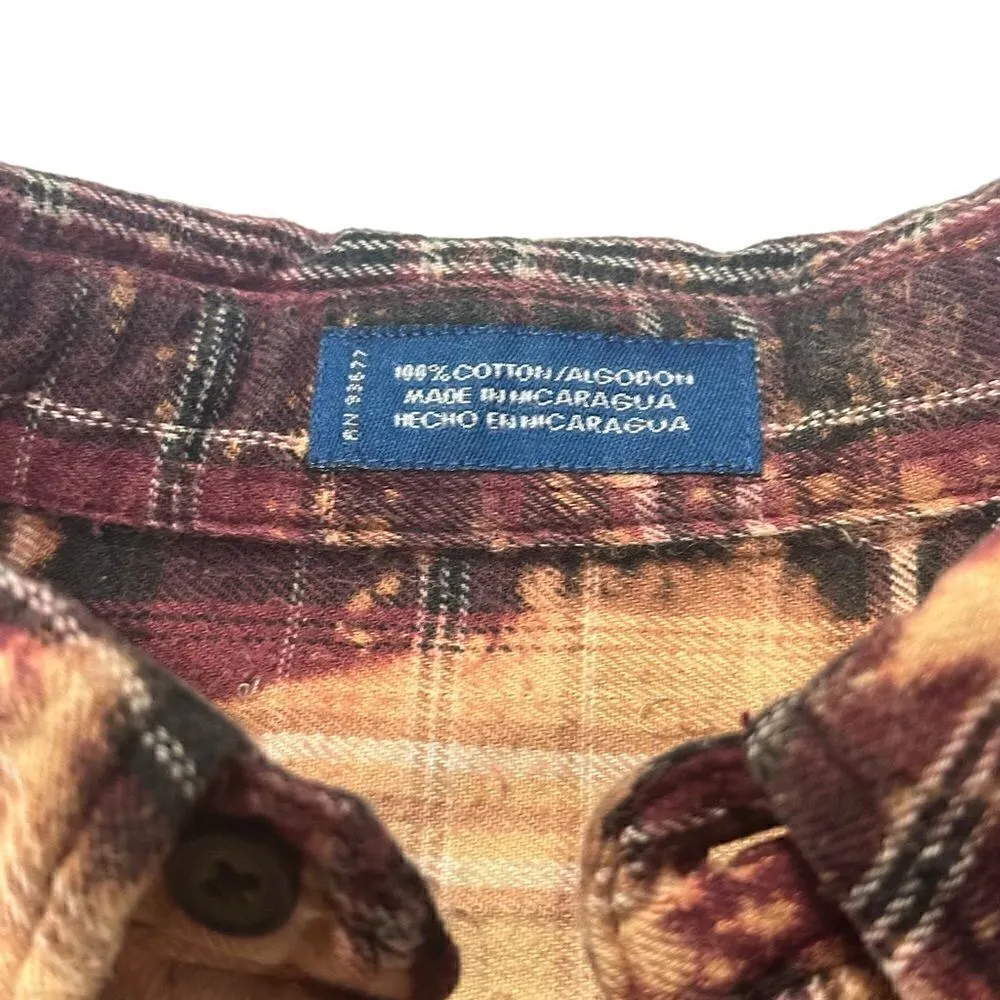 RN 93677
100% COTTON/ALGODON
MADE IN NICARAGUA
HECHO EN NICARAGUA